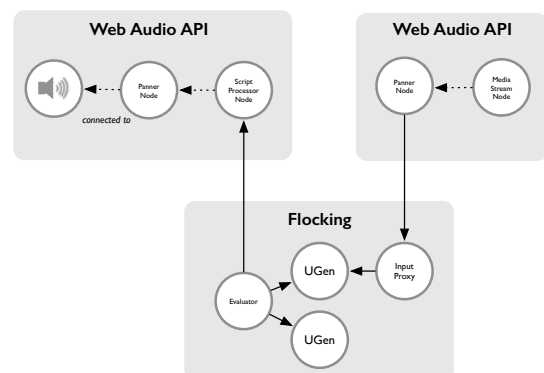 Web Audio API
Panner
Node
Script
Processor
Node
connected to
Web Audio API
Panner
Node
Media
Stream
Node
Flocking
Evaluator
UGen
Input
Proxy
UGen